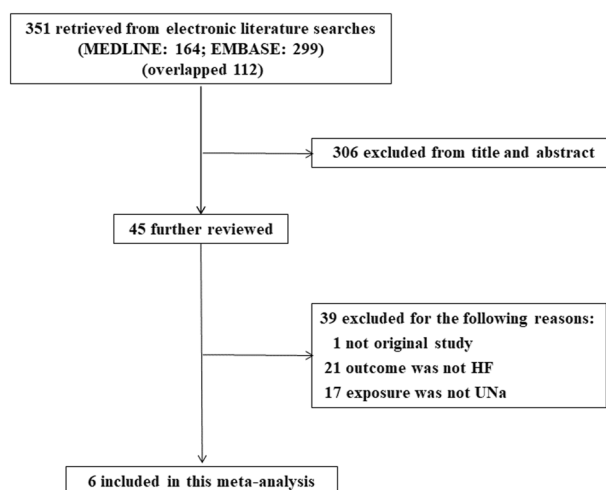 351 retrieved from electronic literature searches
(MEDLINE: 164; EMBASE: 299)
(overlapped 112)
306 excluded from title and abstract
45 further reviewed
39 excluded for the following reasons:
1 not original study
21 outcome was not HF
17 exposure was not UNa
6 included in this meta-analysis